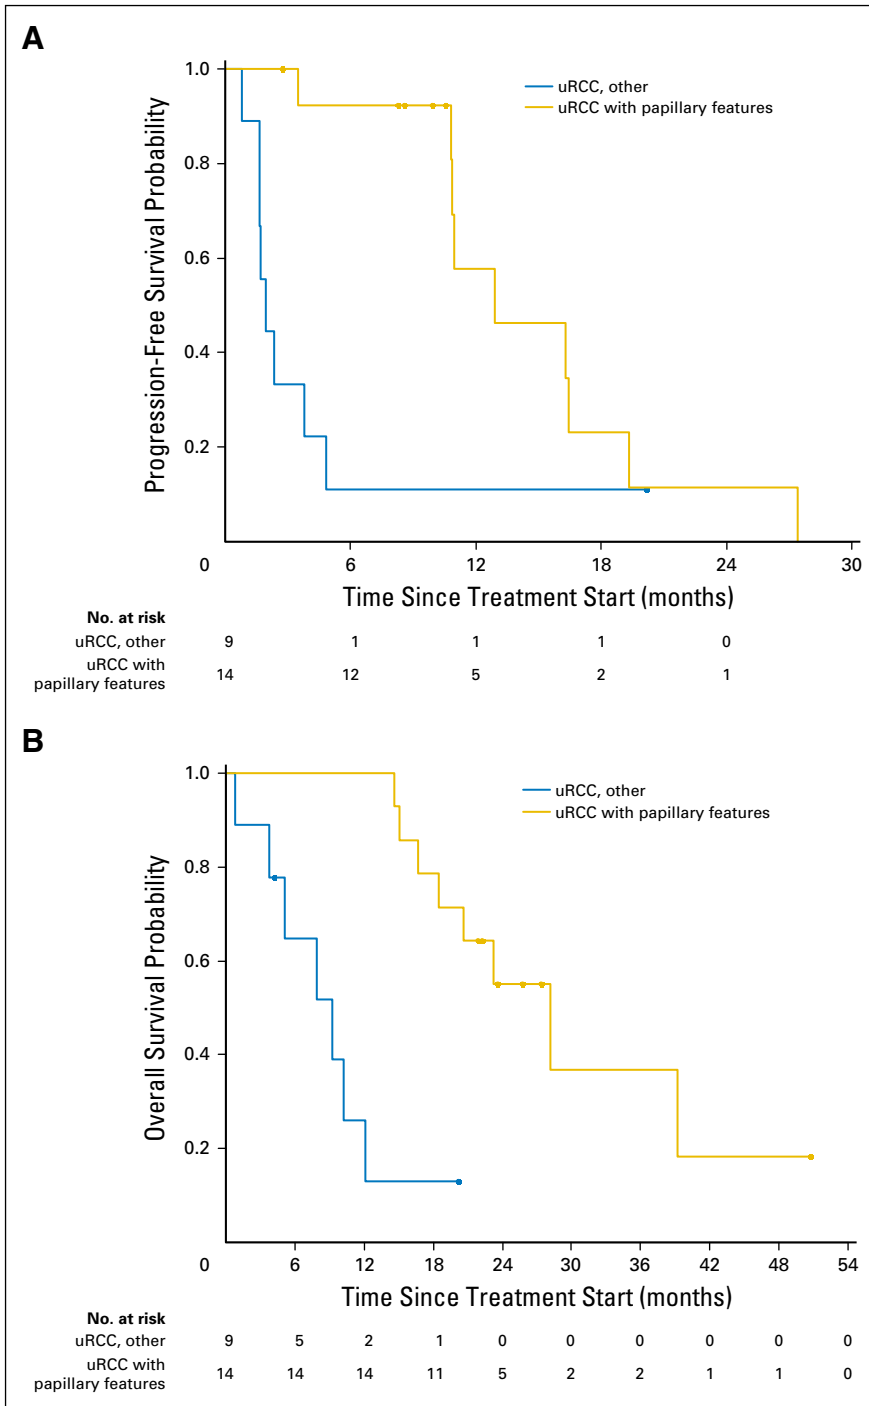 A
1.0
0.8
0.6
0.4
0.2
0
Progression-Free Survival Probability
uRCC, other
uRCC with papillary features
6 12 18 24 30
Time Since Treatment Start (months)
No. at risk
uRCC, other 9 1 1 1 0
uRCC with
papillary features 14 12 5 2 1
B
1.0
0.8
0.6
0.4
0.2
0
Overall Survival Probability
uRCC, other
uRCC with papillary features
6 12 18 24 30 36 42 48 54
Time Since Treatment Start (months)
No. at risk
uRCC, other 9 5 2 1 0 0 0 0 0 0
uRCC with
papillary features 14 14 14 11 5 2 2 1 1 0